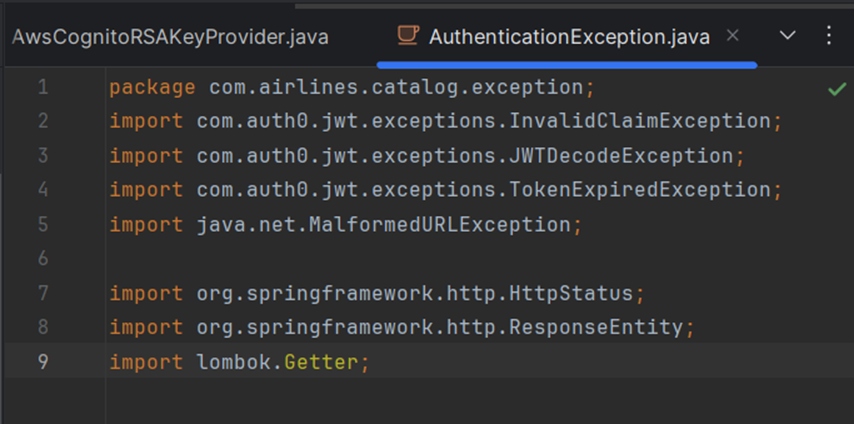 AwsCognitoRSAKeyProvider.java AuthenticationException.java
1 package com.airlines.catalog.exception;
2 import com.auth0.jwt.exceptions.InvalidClaimException;
3 import com.auth0.jwt.exceptions.JWTDecodeException;
4 import com.auth0.jwt.exceptions.TokenExpiredException;
5 import java.net.MalformedURLException;
6
7 import org.springframework.http.HttpStatus;
8 import org.springframework.http.ResponseEntity;
9 import lombok.Getter;